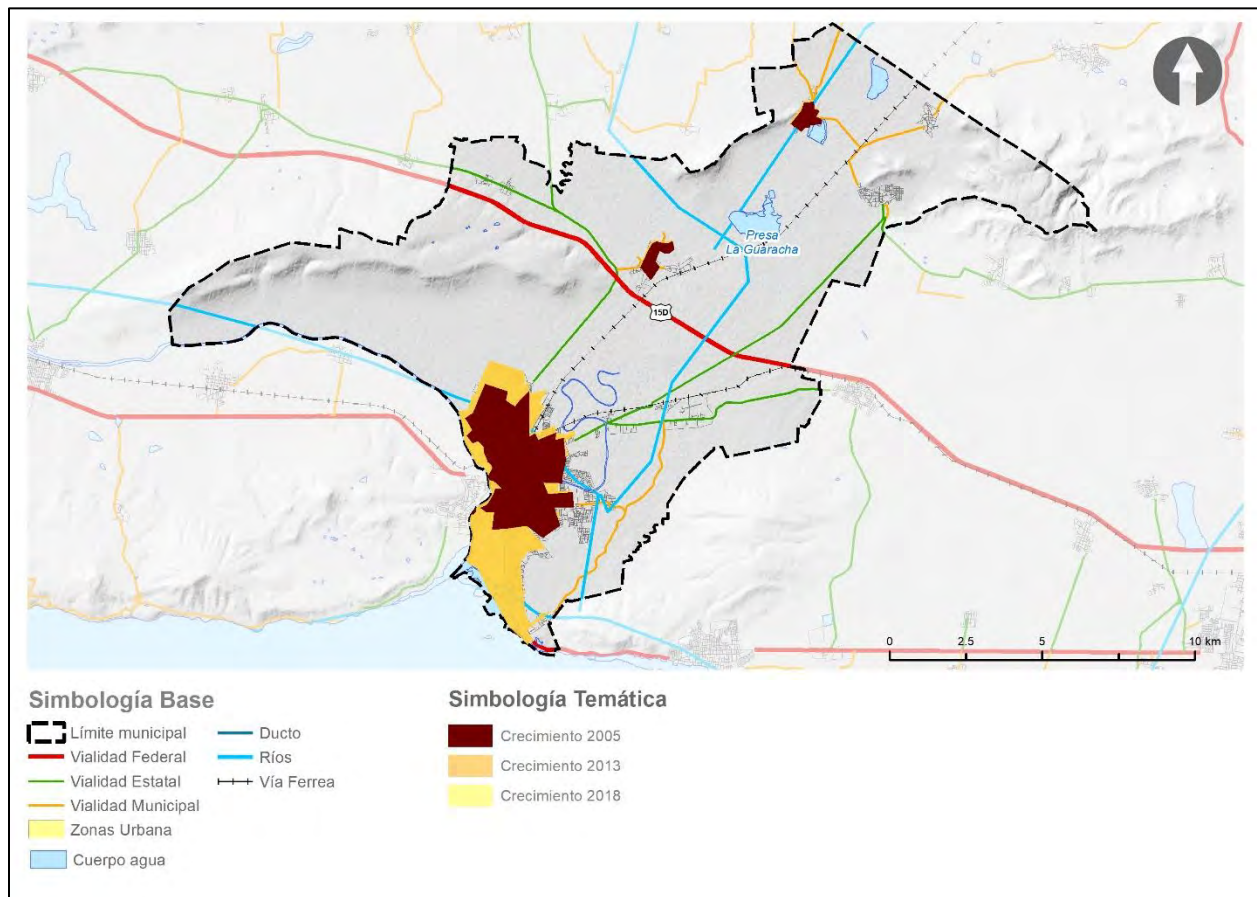 Presa
La Guaracha
15D
0 2.5 5 10 km
Simbología Base
Límite municipal
Vialidad Federal
Vialidad Estatal
Vialidad Municipal
Zonas Urbana
Cuerpo agua
Ducto
Ríos
Vía Ferrea
Simbología Temática
Crecimiento 2005
Crecimiento 2013
Crecimiento 2018